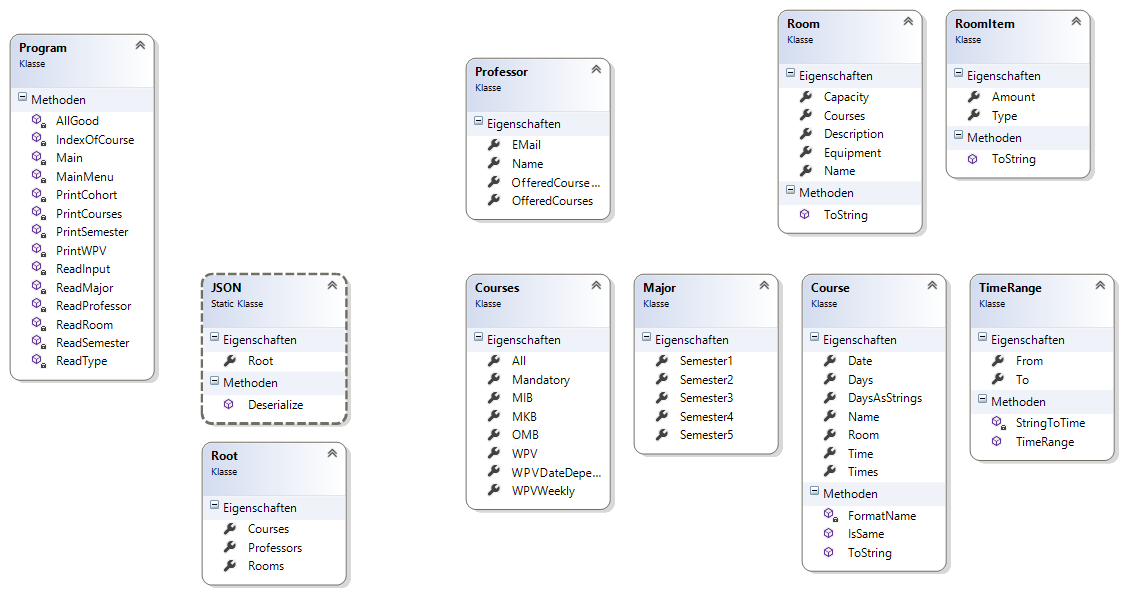 Program
Klasse
Methoden
AllGood
IndexOfCourse
Main
MainMenu
PrintCohort
PrintCourses
PrintSemester
PrintWPV
ReadInput
ReadMajor
ReadProfessor
ReadRoom
ReadSemester
ReadType
JSON
Static Klasse
Eigenschaften
Root
Methoden
Deserialize
Root
Klasse
Eigenschaften
Courses
Professors
Rooms
Professor
Klasse
Eigenschaften
EMail
Name
OfferedCourse...
OfferedCourses
Room
Klasse
Eigenschaften
Capacity
Courses
Description
Equipment
Name
Methoden
ToString
RoomItem
Klasse
Eigenschaften
Amount
Type
Methoden
ToString
Courses
Klasse
Eigenschaften
All
Mandatory
MIB
MKB
OMB
WPV
WPVDateDepe...
WPVWeekly
Major
Klasse
Eigenschaften
Semester1
Semester2
Semester3
Semester4
Semester5
Course
Klasse
Eigenschaften
Date
Days
DaysAsStrings
Name
Room
Time
Times
Methoden
FormatName
IsSame
ToString
TimeRange
Klasse
Eigenschaften
From
To
Methoden
StringToTime
TimeRange